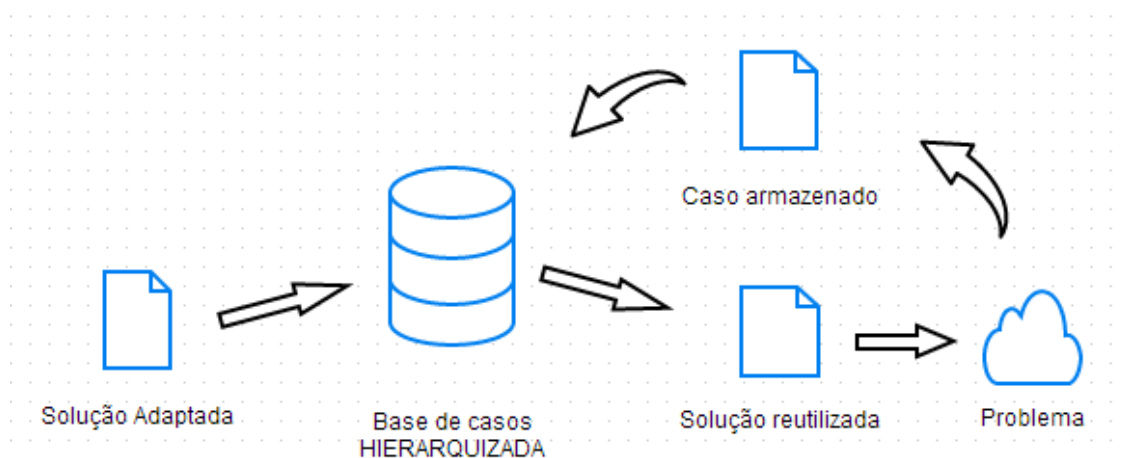 Caso armazenado
Solução Adaptada
Base de casos
HIERARQUIZADA
Solução reutilizada
Problema